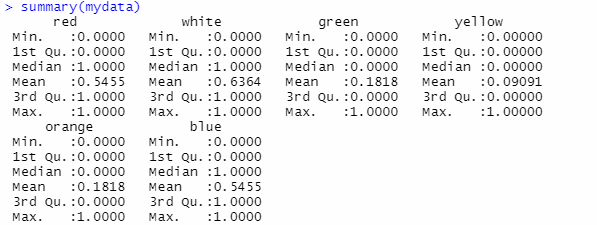 > summary(mydata)
red white green yellow
Min. :0.0000 Min. :0.0000 Min. :0.0000 Min. :0.00000
1st Qu.:0.0000 1st Qu.:0.0000 1st Qu.:0.0000 1st Qu.:0.00000
Median :1.0000 Median :1.0000 Median :0.0000 Median :0.00000
Mean :0.5455 Mean :0.6364 Mean :0.1818 Mean :0.09091
3rd Qu.:1.0000 3rd Qu.:1.0000 3rd Qu.:0.0000 3rd Qu.:0.00000
Max. :1.0000 Max. :1.0000 Max. :1.0000 Max. :1.00000
orange blue
Min. :0.0000 Min. :0.0000
1st Qu.:0.0000 1st Qu.:0.0000
Median :0.0000 Median :1.0000
Mean :0.1818 Mean :0.5455
3rd Qu.:0.0000 3rd Qu.:1.0000
Max. :1.0000 Max. :1.0000